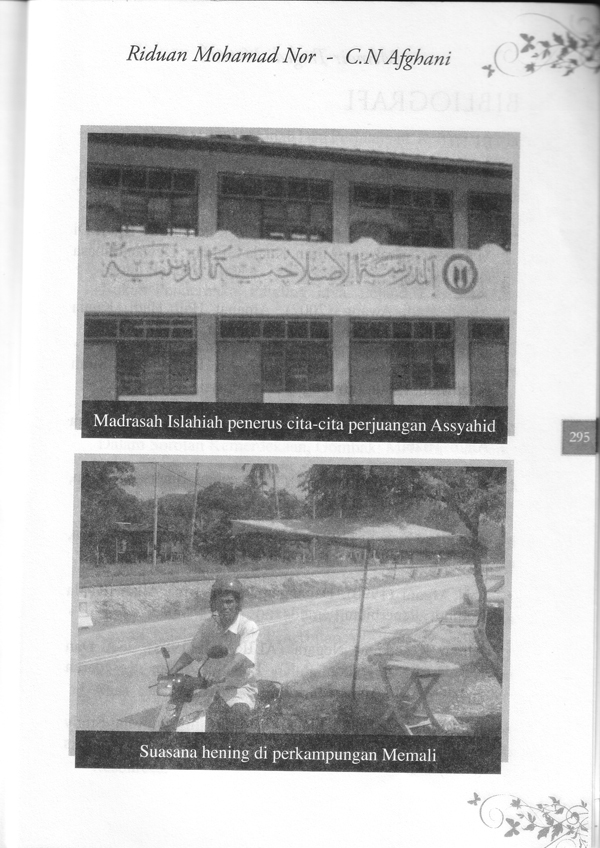 Riduan Mohamad Nor - C.N Afghani
المدرسة الإصلاحية الدينية
Madrasah Islahiah penerus cita-cita perjuangan Assyahid
295
Suasana hening di perkampungan Memali